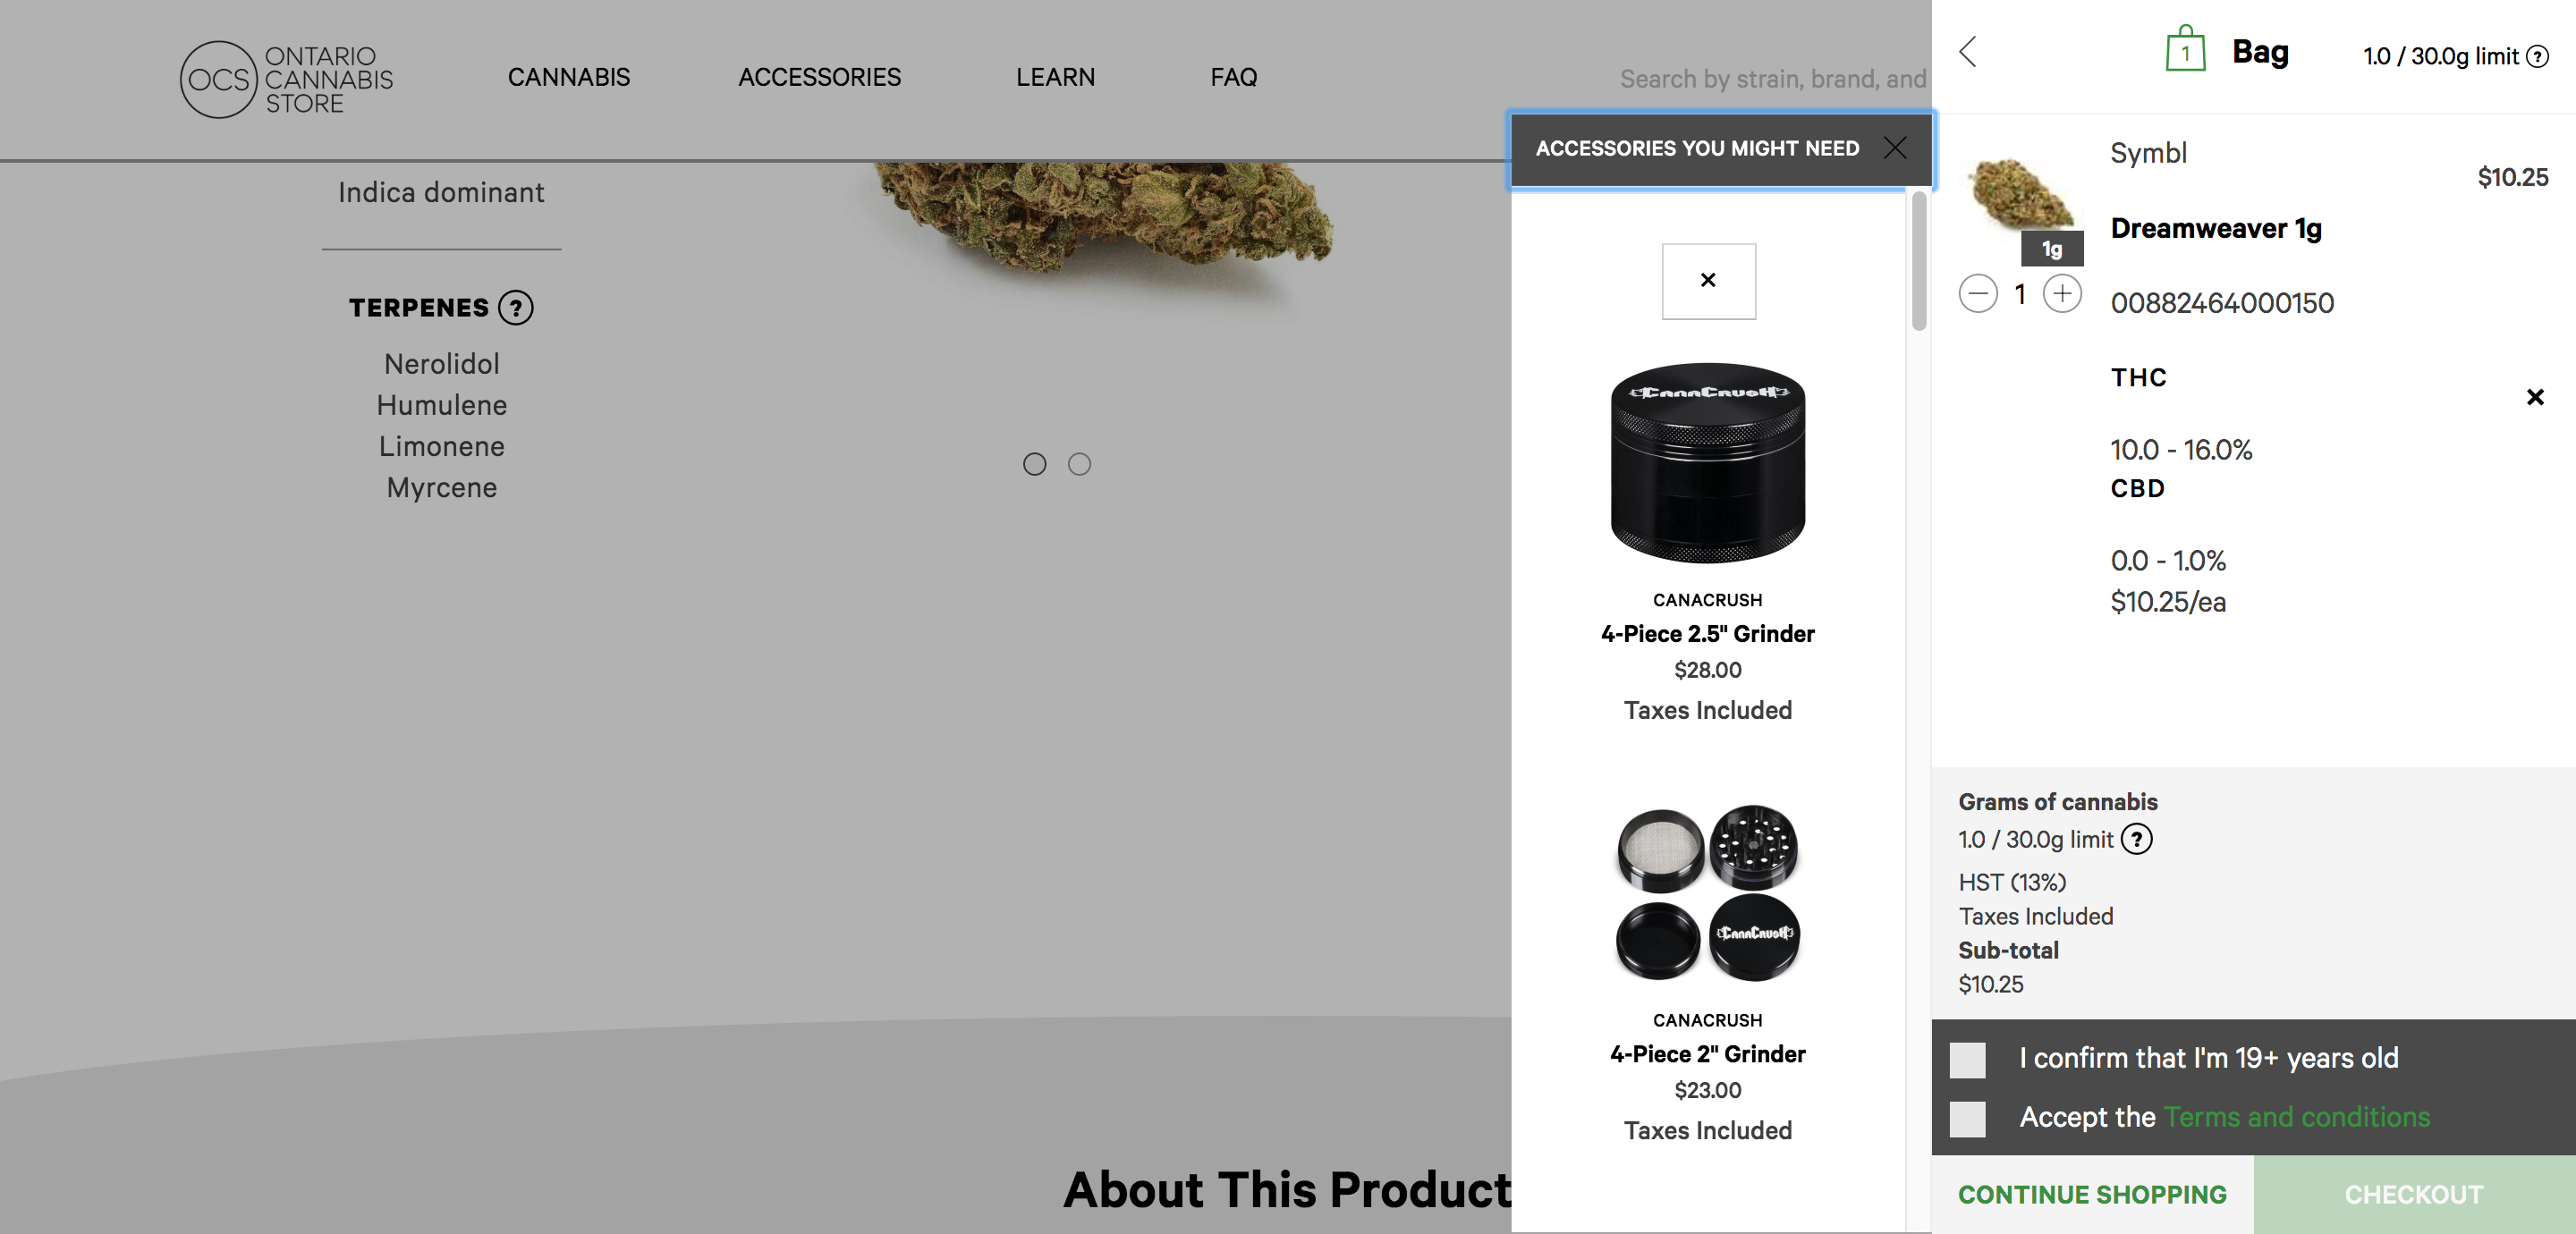 OCS
ONTARIO
CANNABIS
STORE
CANNABIS
ACCESSORIES
LEARN
FAQ
Search by strain, brand, and
Indica dominant
TERPENES ?
Nerolidol
Humulene
Limonene
Myrcene
About This Product
ACCESSORIES YOU MIGHT NEED
CANACRUSH
CANACRUSH
4-Piece 2.5" Grinder
$28.00
Taxes Included
CANACRUSH
CANACRUSH
4-Piece 2" Grinder
$23.00
Taxes Included
1
Bag
1.0 / 30.0g limit ?
Symbl
$10.25
Dreamweaver 1g
1g
1
00882464000150
THC
10.0 - 16.0%
CBD
0.0 - 1.0%
$10.25/ea
Grams of cannabis
1.0 / 30.0g limit ?
HST (13%)
Taxes Included
Sub-total
$10.25
I confirm that I'm 19+ years old
Accept the Terms and conditions
CONTINUE SHOPPING
CHECKOUT